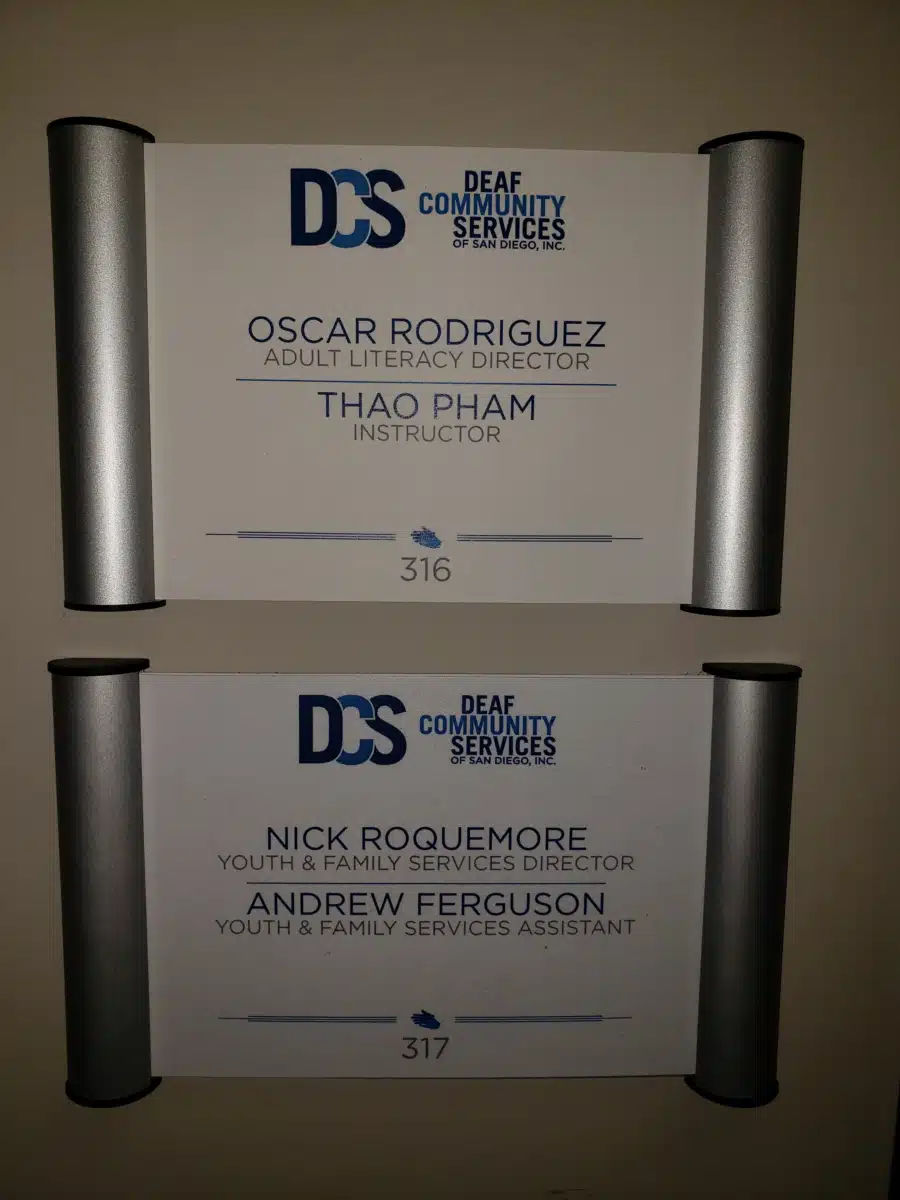 DCS
DEAF
COMMUNITY
SERVICES
OF SAN DIEGO, INC.
OSCAR RODRIGUEZ
ADULT LITERACY DIRECTOR
THAO PHAM
INSTRUCTOR
316
DCS
DEAF
COMMUNITY
SERVICES
OF SAN DIEGO, INC.
NICK ROQUEMORE
YOUTH & FAMILY SERVICES DIRECTOR
ANDREW FERGUSON
YOUTH & FAMILY SERVICES ASSISTANT
317